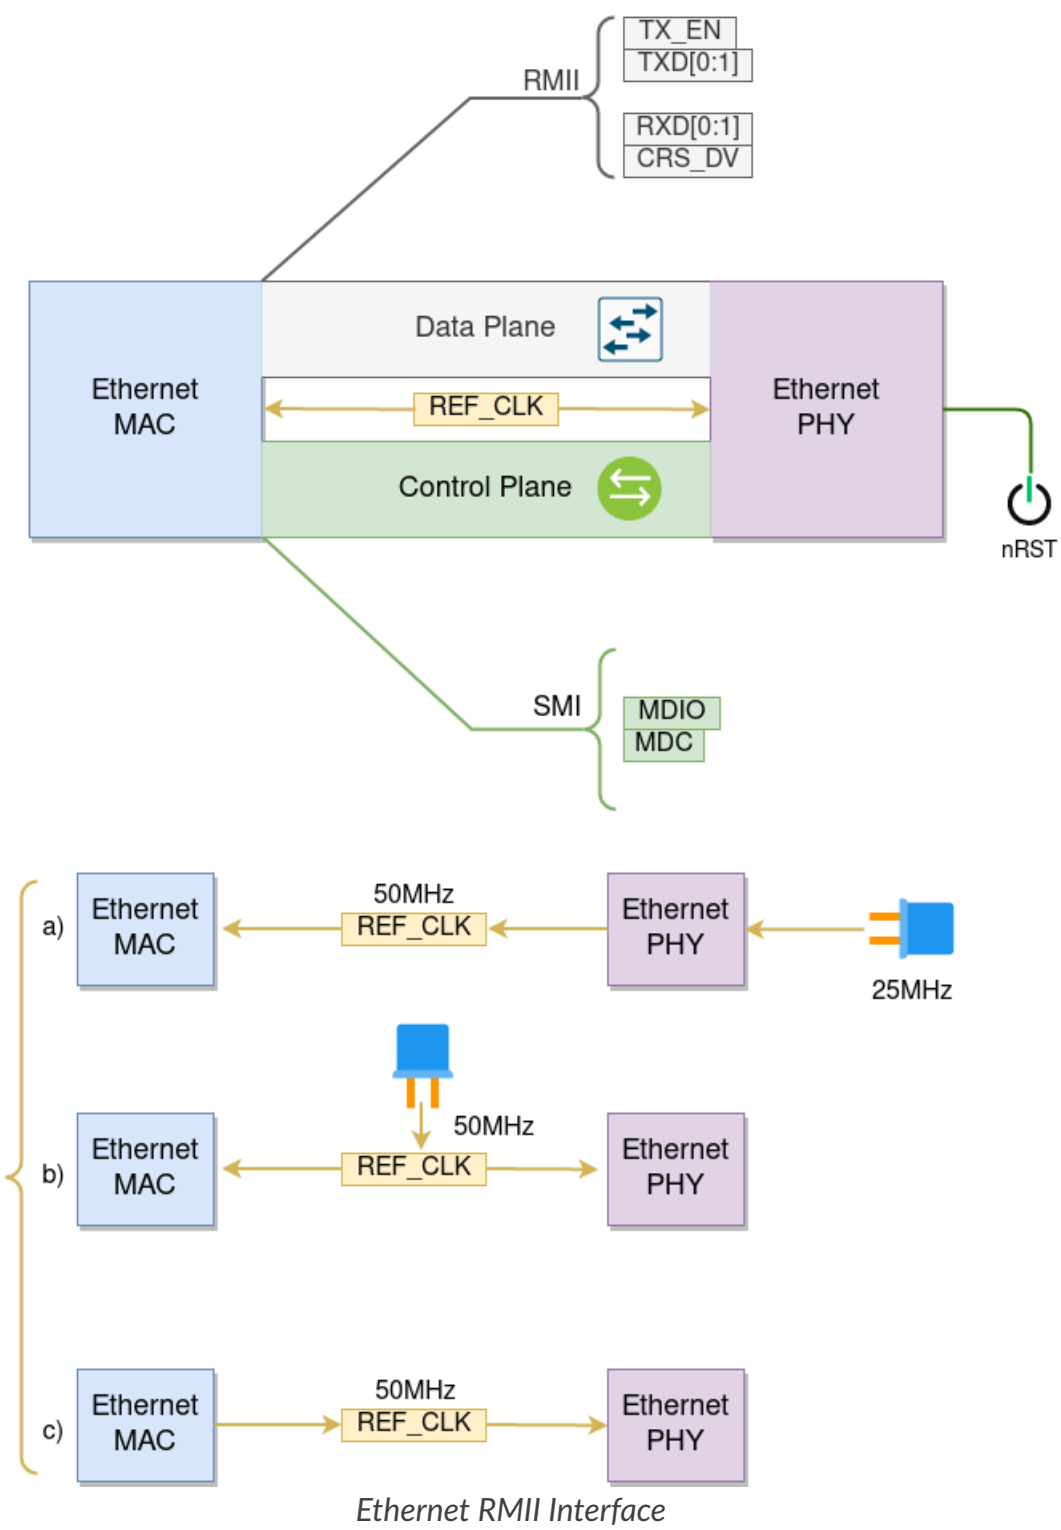 TX_EN
TXD[0:1]
RMII
RXD[0:1]
CRS_DV
Data Plane
Ethernet
MAC
REF_CLK
Ethernet
PHY
Control Plane
nRST
SMI
MDIO
MDC
a)
Ethernet
MAC
50MHz
REF_CLK
Ethernet
PHY
25MHz
b)
50MHz
Ethernet
MAC
REF_CLK
Ethernet
PHY
c)
Ethernet
MAC
50MHz
REF_CLK
Ethernet
PHY
Ethernet RMII Interface